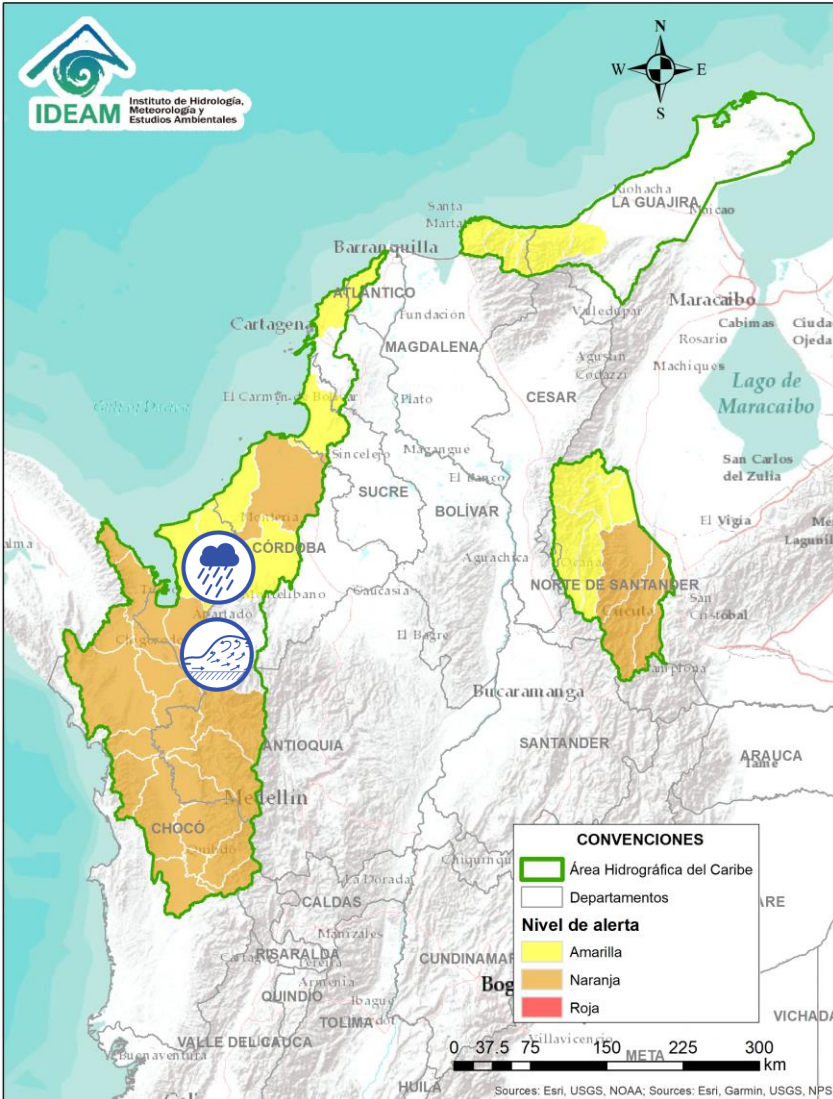 IDEAM
Instituto de Hidrología,
Meteorología y
Estudios Ambientales
N
W
E
S
Riohacha
LA GUAJIRA
Maicao
Santa
Marta
Barranquilla
ATLÁNTICO
Maracaibo
Cartagena
Fundación
Valledupar
Cabimas
Ciudad
Ojeda
Rosario
MAGDALENA
Agustín
Codazzi
Machiques
El Carmen de Bolívar
Plato
CESAR
Lago de
Maracaibo
Sincelejo
Magangué
San Carlos
del Zulia
SUCRE
El Banco
BOLÍVAR
El Vigía
Montería
CÓRDOBA
Aguachica
Ocaña
NORTE DE SANTANDER
Caucasia
San
Cristóbal
Cúcuta
Apartadó
Chigorodó
El Bagre
Pamplona
Bucaramanga
ANTIOQUIA
SANTANDER
ARAUCA
Tame
Medellín
CHOCÓ
Quibdó
La Dorada
CALDAS
Manizales
RISARALDA
Pereira
Armenia
QUINDÍO
Ibagué
TOLIMA
CUNDINAMAR
Bog
VICHADA
VALLE DEL CAUCA
Buenaventura
Villavicencio
META
HUILA
CONVENCIONES
Área Hidrográfica del Caribe
Departamentos
Nivel de alerta
Amarilla
Naranja
Roja
0 37.5 75 150 225 300
km
Sources: Esri, USGS, NOAA; Sources: Esri, Garmin, USGS, NPS